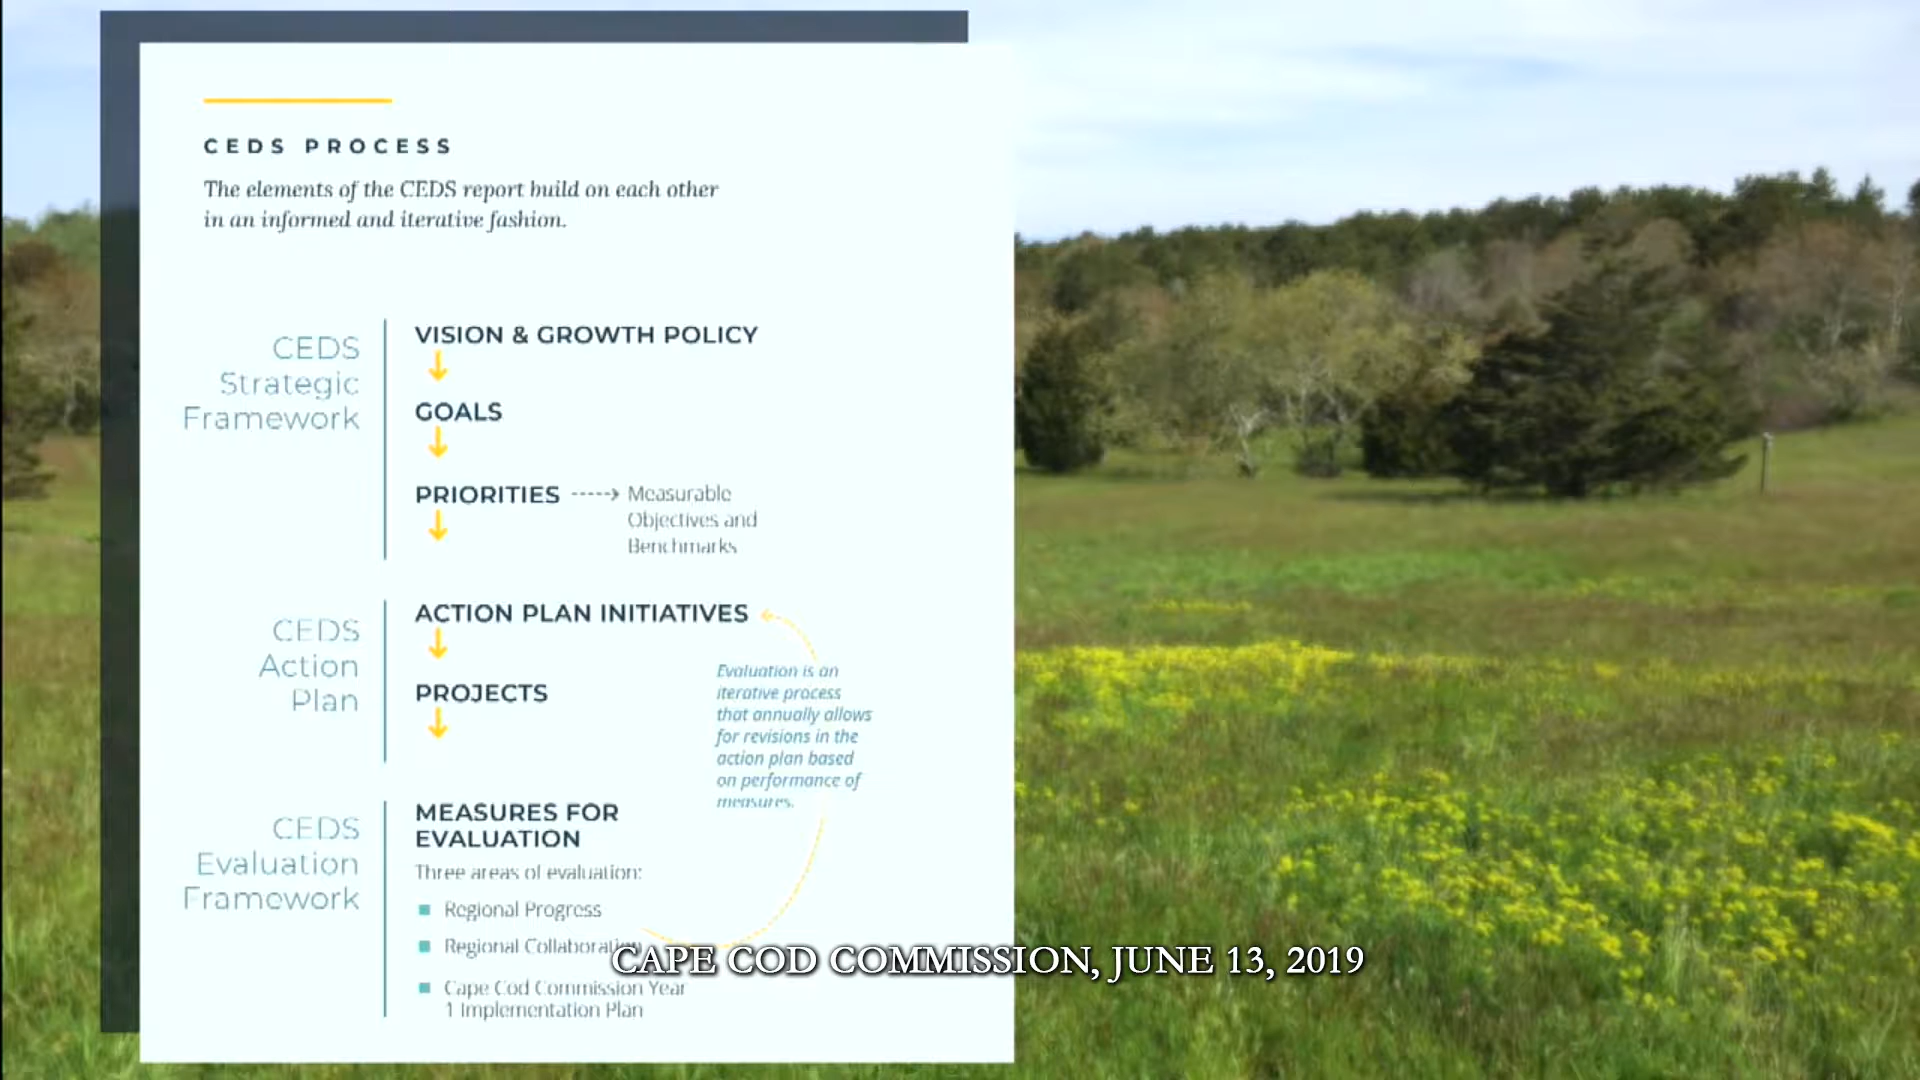 CEDS PROCESS
The elements of the CEDS report build on each other
in an informed and iterative fashion.
CEDS
Strategic
Framework
VISION & GROWTH POLICY
GOALS
PRIORITIES
Measurable
Objectives and
Benchmarks
CEDS
Action
Plan
ACTION PLAN INITIATIVES
PROJECTS
Evaluation is an
iterative process
that annually allows
for revisions in the
action plan based
on performance of
measures.
CEDS
Evaluation
Framework
MEASURES FOR
EVALUATION
Three areas of evaluation:
Regional Progress
Regional Collaboration
Cape Cod Commission Year
1 Implementation Plan
CAPE COD COMMISSION, JUNE 13, 2019